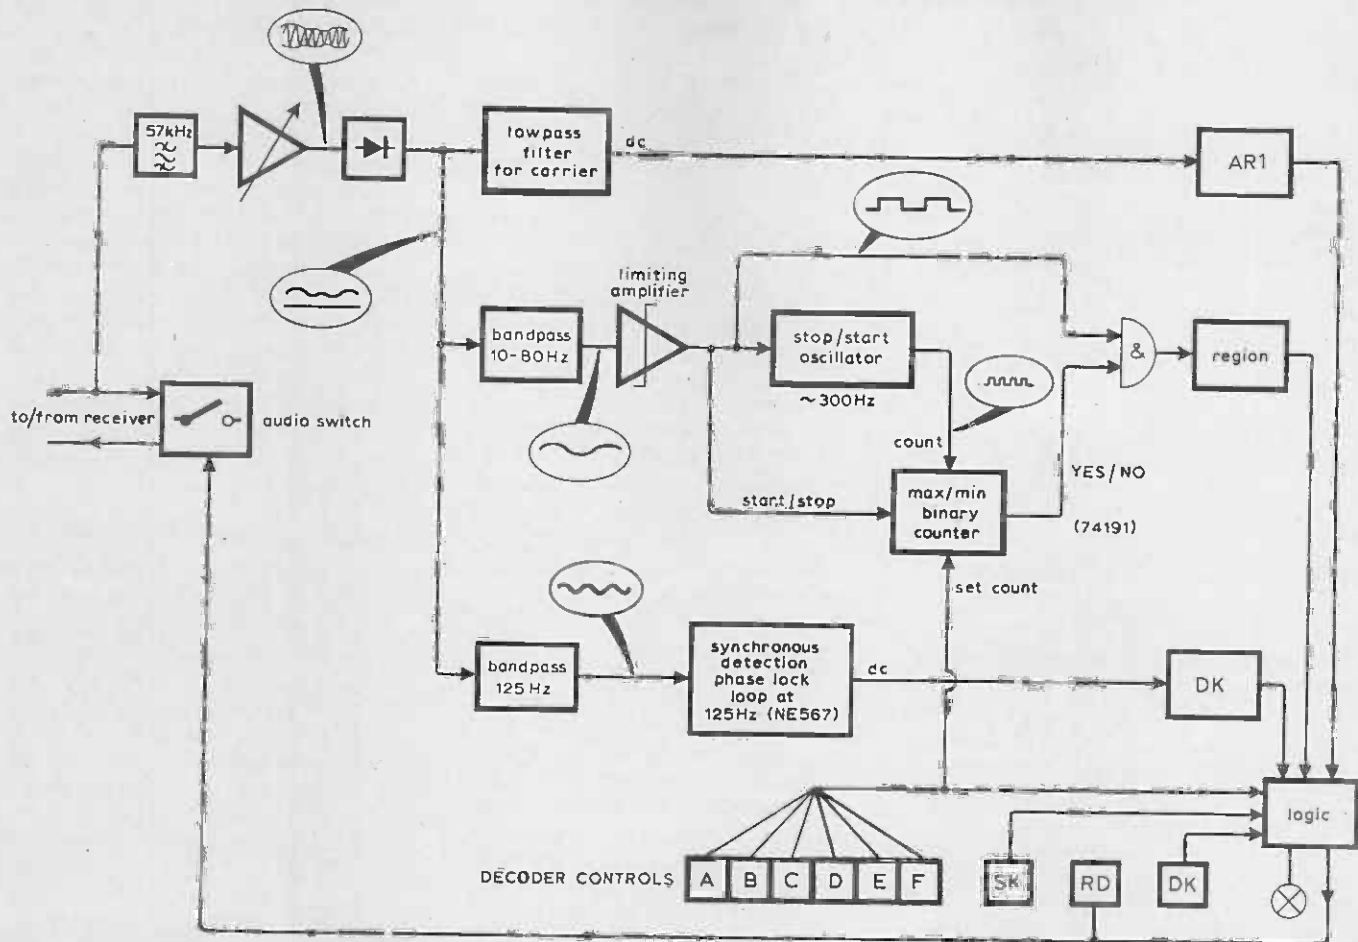 57kHz
lowpass
filter
for carrier
dc
AR1
limiting
amplifier
bandpass
10-80Hz
stop/start
oscillator
~300Hz
&
region
to/from receiver
audio switch
count
YES/NO
start/stop
max/min
binary
counter
(74191)
set count
bandpass
125Hz
synchronous
detection
phase lock
loop at
125Hz (NE567)
dc
DK
logic
DECODER CONTROLS
A B C D E F
SK
RD
DK